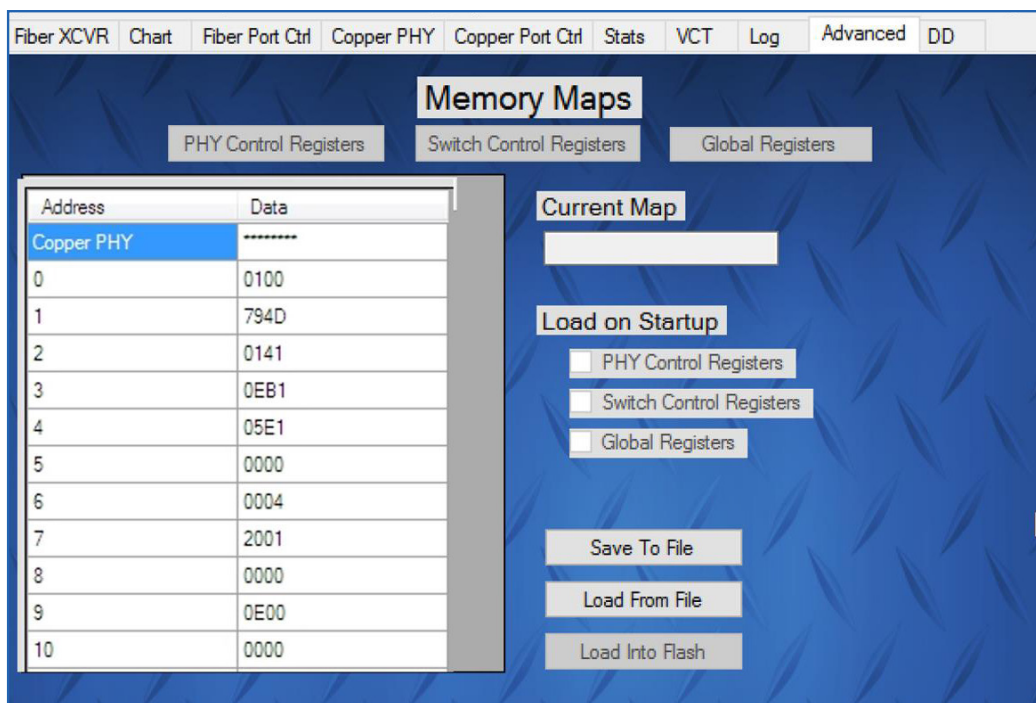 Fiber XCVR Chart Fiber Port Ctrl Copper PHY Copper Port Ctrl Stats VCT Log Advanced DD
Memory Maps
PHY Control Registers Switch Control Registers Global Registers
Address Data
Copper PHY ********
0 0100
1 794D
2 0141
3 0EB1
4 05E1
5 0000
6 0004
7 2001
8 0000
9 0E00
10 0000
Current Map
Load on Startup
PHY Control Registers
Switch Control Registers
Global Registers
Save To File
Load From File
Load Into Flash